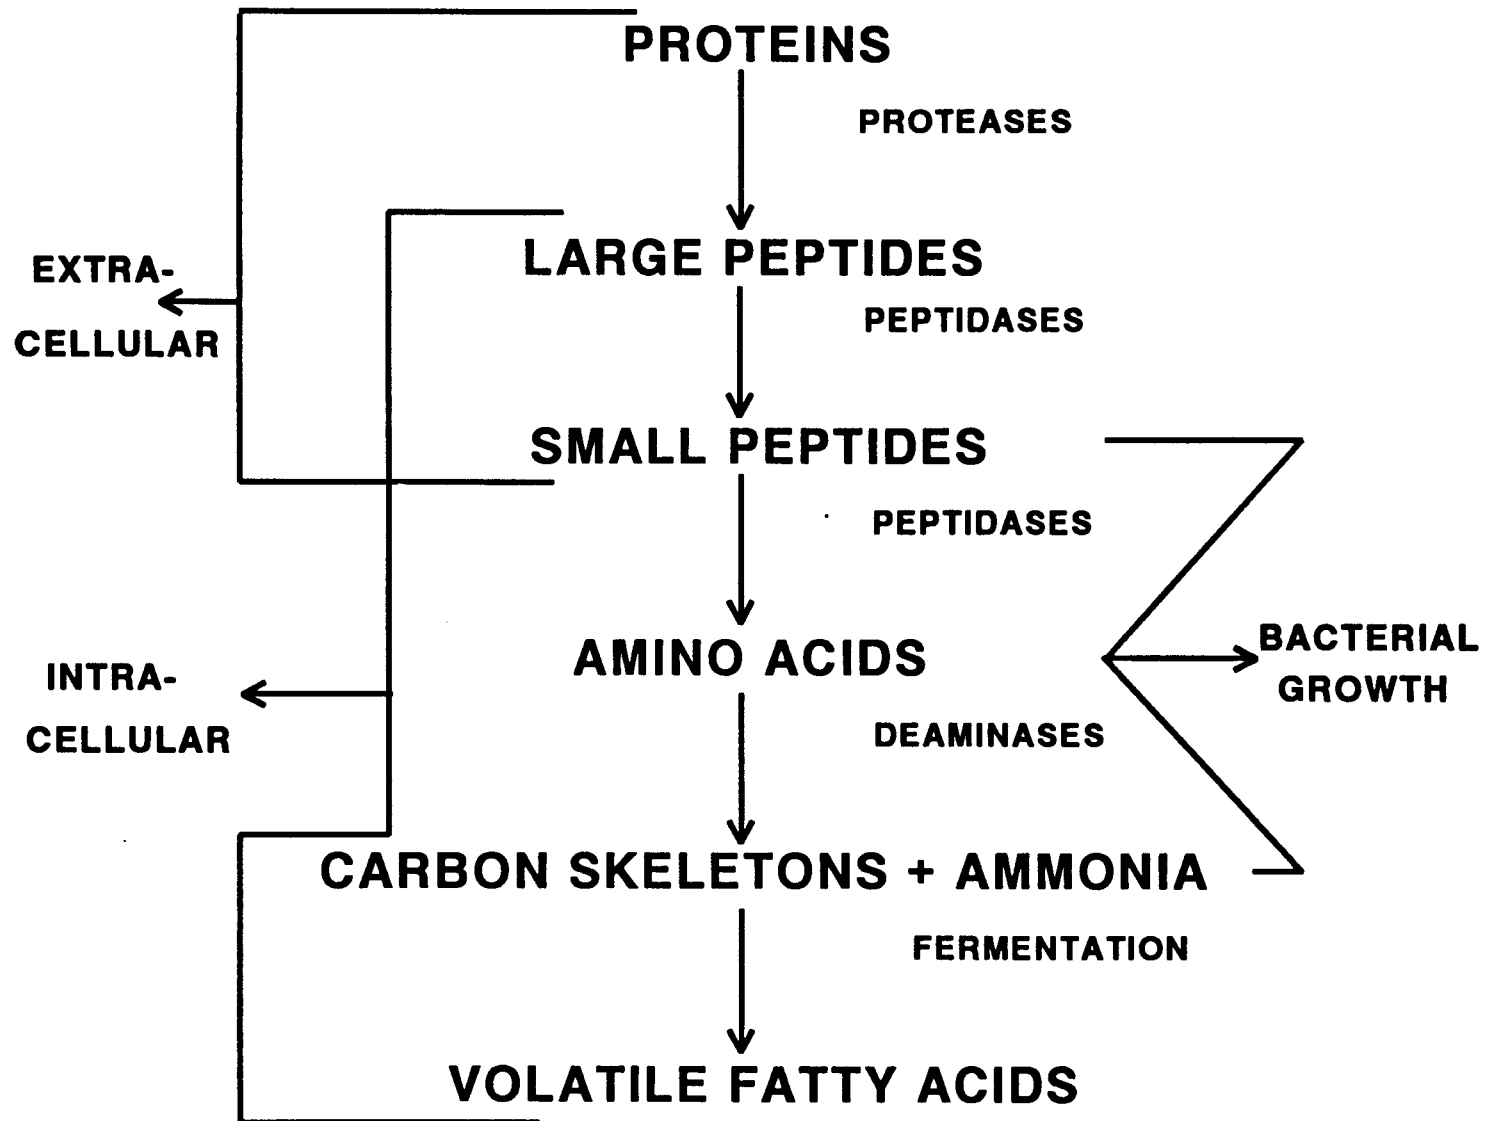 PROTEINS
PROTEASES
LARGE PEPTIDES
EXTRA-
CELLULAR
PEPTIDASES
SMALL PEPTIDES
PEPTIDASES
AMINO ACIDS
BACTERIAL
GROWTH
INTRA-
CELLULAR
DEAMINASES
CARBON SKELETONS + AMMONIA
FERMENTATION
VOLATILE FATTY ACIDS